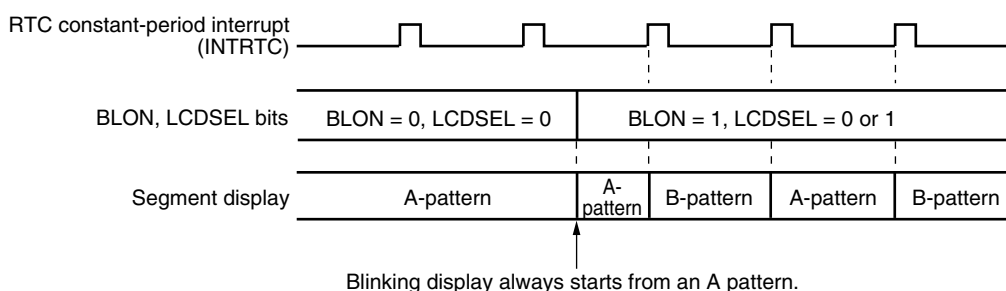 RTC constant-period interrupt
(INTRTC)
BLON, LCDSEL bits
BLON = 0, LCDSEL = 0
BLON = 1, LCDSEL = 0 or 1
Segment display
A-pattern
A-
pattern
B-pattern
A-pattern
B-pattern
Blinking display always starts from an A pattern.